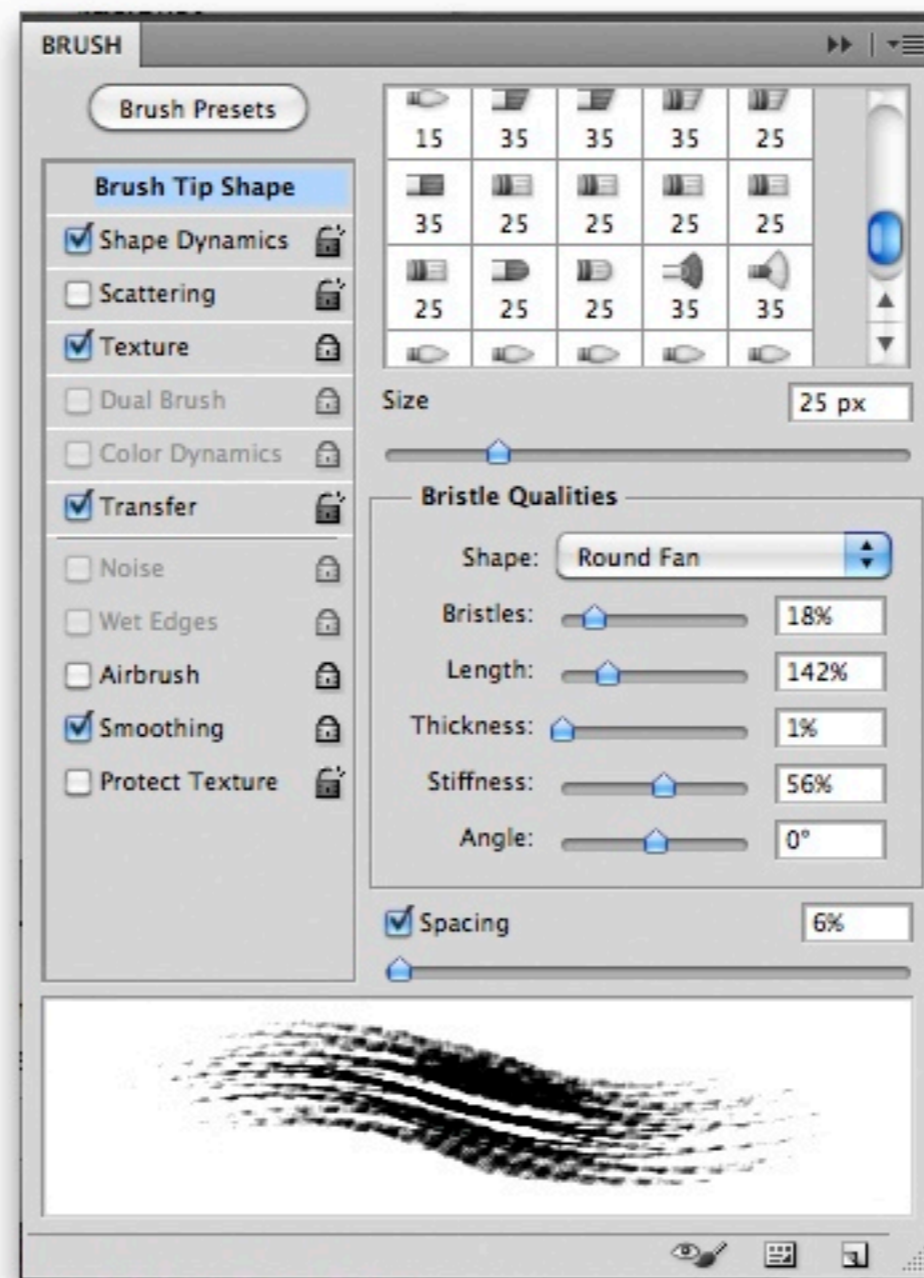 BRUSH
Brush Presets
Brush Tip Shape
Shape Dynamics
Scattering
Texture
Dual Brush
Color Dynamics
Transfer
Noise
Wet Edges
Airbrush
Smoothing
Protect Texture
15 35 35 35 25
35 25 25 25 25
25 25 25 35 35
Size 25 px
Bristle Qualities
Shape: Round Fan
Bristles: 18%
Length: 142%
Thickness: 1%
Stiffness: 56%
Angle: 0°
Spacing 6%